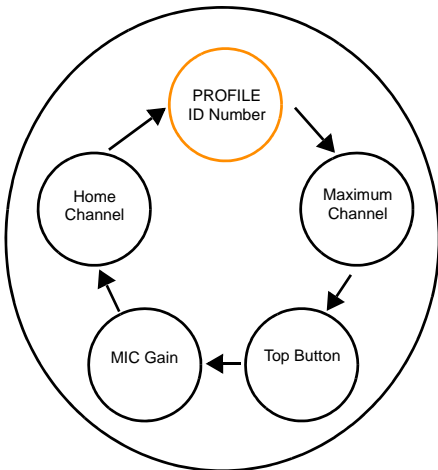 PROFILE
ID Number
Maximum
Channel
Top Button
MIC Gain
Home
Channel